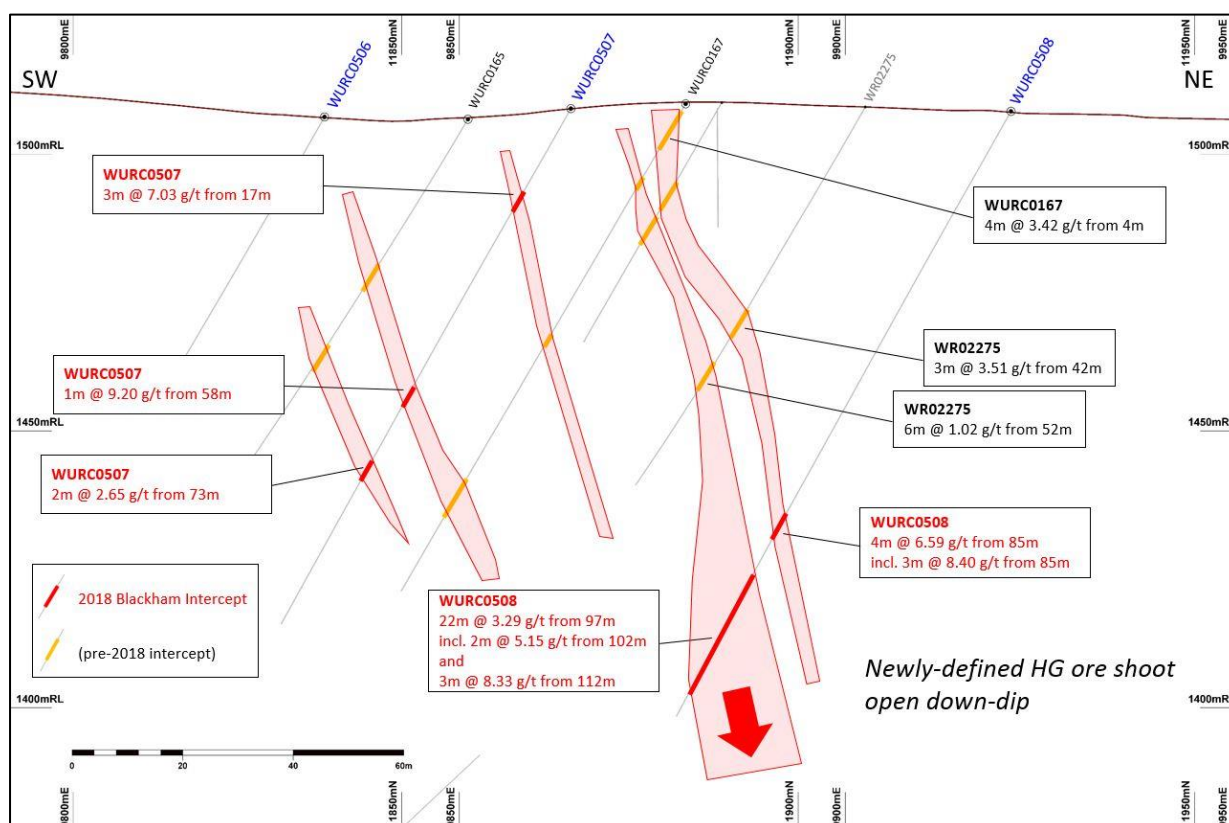 9800mE
11850mN
9850mE
11900mN
9900mE
11950mN
9950mE
SW
WURC0506
WURC0165
WURC0507
WURC0167
WR02275
WURC0508
NE
1500mRL
1500mRL
WURC0507
3m @ 7.03 g/t from 17m
WURC0167
4m @ 3.42 g/t from 4m
WURC0507
1m @ 9.20 g/t from 58m
WR02275
3m @ 3.51 g/t from 42m
WR02275
6m @ 1.02 g/t from 52m
1450mRL
1450mRL
WURC0507
2m @ 2.65 g/t from 73m
WURC0508
4m @ 6.59 g/t from 85m
incl. 3m @ 8.40 g/t from 85m
2018 Blackham Intercept
(pre-2018 intercept)
WURC0508
22m @ 3.29 g/t from 97m
incl. 2m @ 5.15 g/t from 102m
and
3m @ 8.33 g/t from 112m
Newly-defined HG ore shoot
open down-dip
1400mRL
1400mRL
0
20
40
60m
9800mE
11850mN
9850mE
11900mN
9900mE
11950mN
9950mE